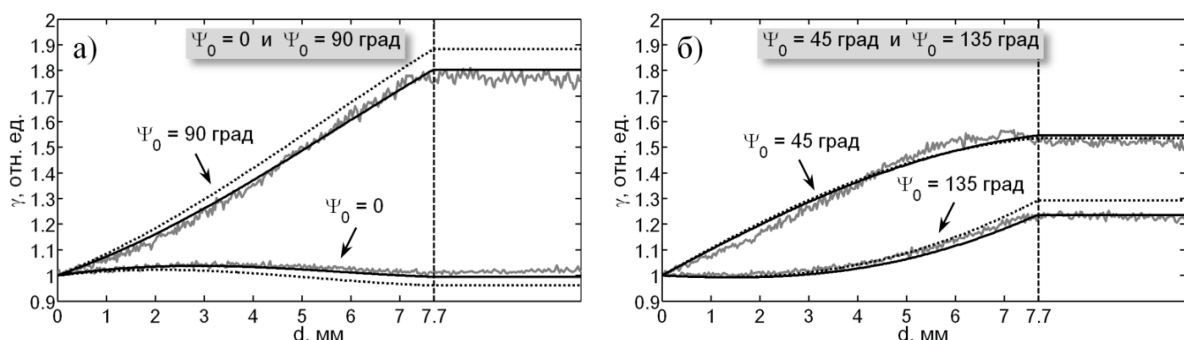 а)
Ψ₀ = 0 и Ψ₀ = 90 град
γ, отн. ед.
2
1.9
1.8
1.7
1.6
1.5
1.4
1.3
1.2
1.1
1
0.9
Ψ₀ = 90 град
Ψ₀ = 0
0 1 2 3 4 5 6 7 7.7
d, мм
б)
Ψ₀ = 45 град и Ψ₀ = 135 град
γ, отн. ед.
2
1.9
1.8
1.7
1.6
1.5
1.4
1.3
1.2
1.1
1
0.9
Ψ₀ = 45 град
Ψ₀ = 135 град
0 1 2 3 4 5 6 7 7.7
d, мм